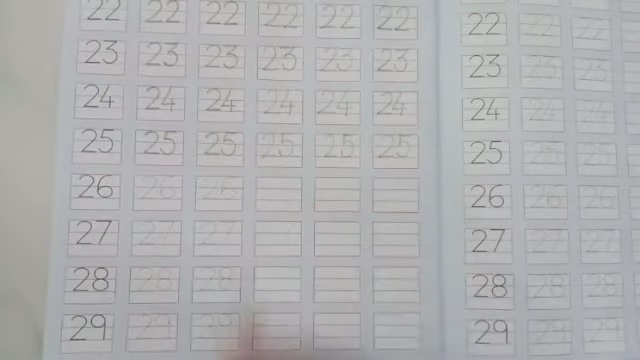 22 22 22 22 22 22
23 23 23 23 23 23
24 24 24 24 24 24
25 25 25 25 25 25
26 26 26
27 27 27
28 28 28
29 29 29
22 22 22
23 23 23
24 24 24
25 25 25
26 26 26
27 27 27
28 28 28
29 29 29